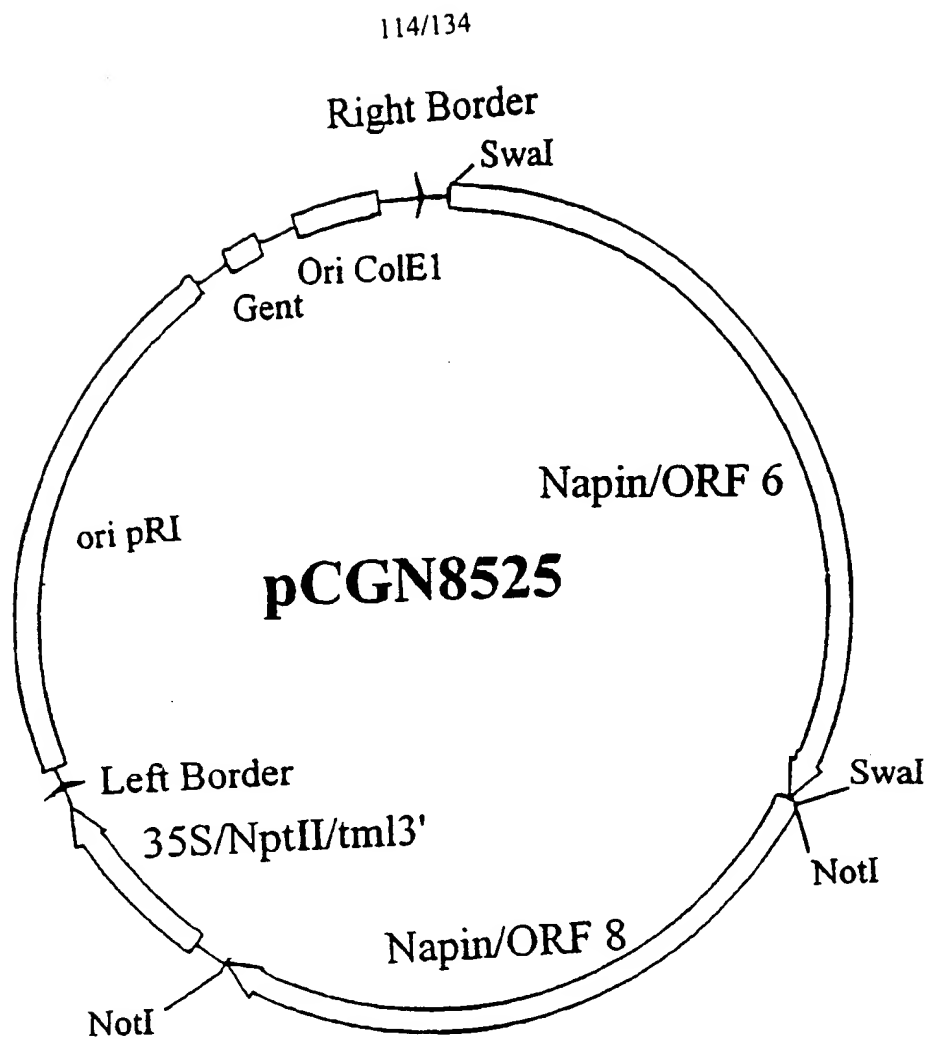 114/134
Right Border
SwaI
Ori ColE1
Gent
Napin/ORF 6
ori pRI
pCGN8525
Left Border
SwaI
35S/NptII/tml3'
NotI
Napin/ORF 8
NotI